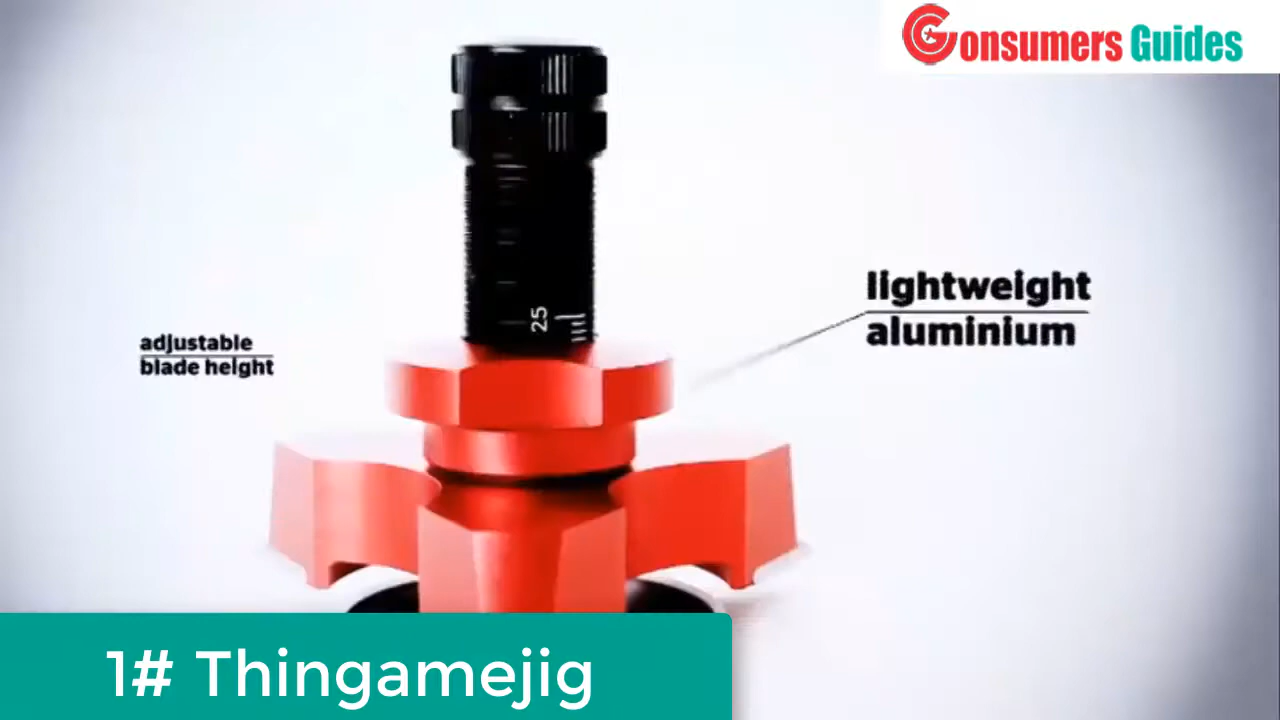 Consumers Guides
lightweight
aluminium
adjustable
blade height
25
1# Thingamejig